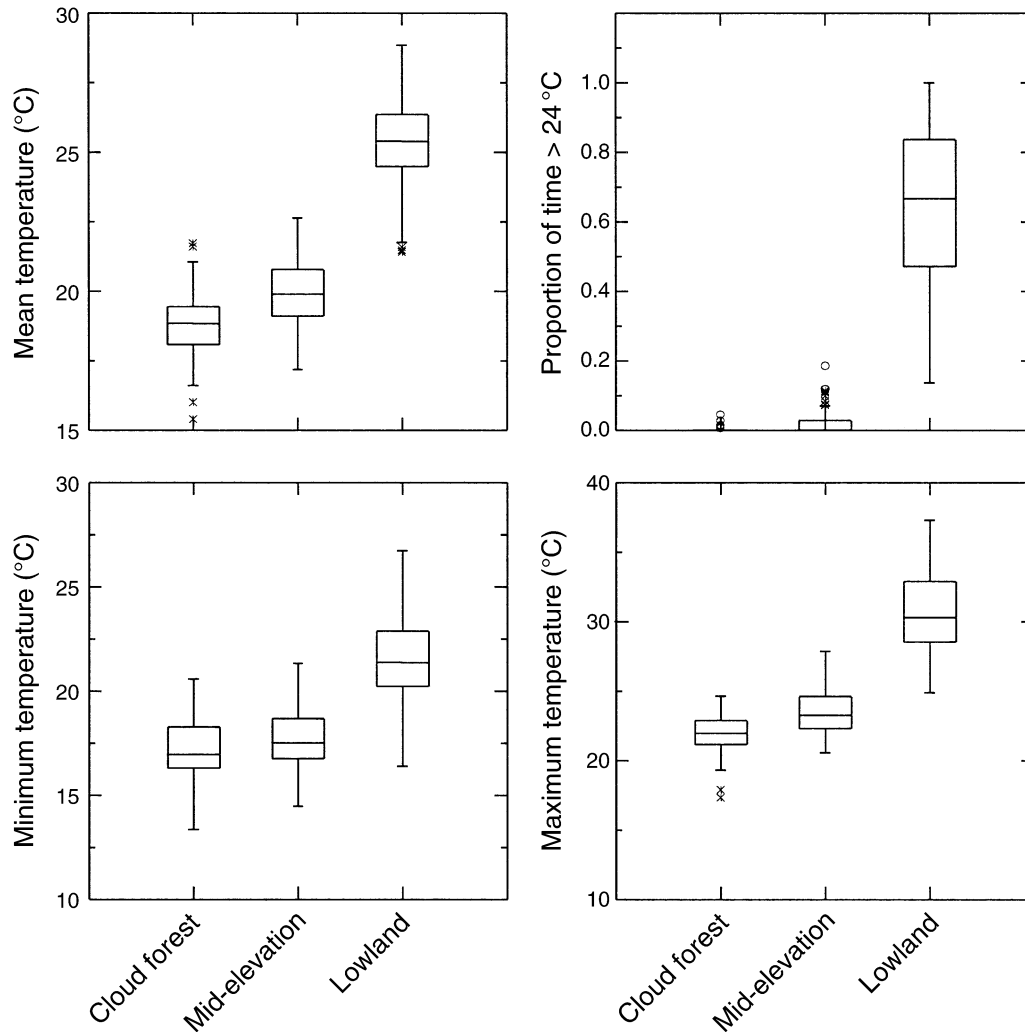 Mean temperature (°C)
30
25
20
15
Proportion of time > 24 °C
1.0
0.8
0.6
0.4
0.2
0.0
Minimum temperature (°C)
30
25
20
15
10
Cloud forest
Mid-elevation
Lowland
Maximum temperature (°C)
40
30
20
10
Cloud forest
Mid-elevation
Lowland